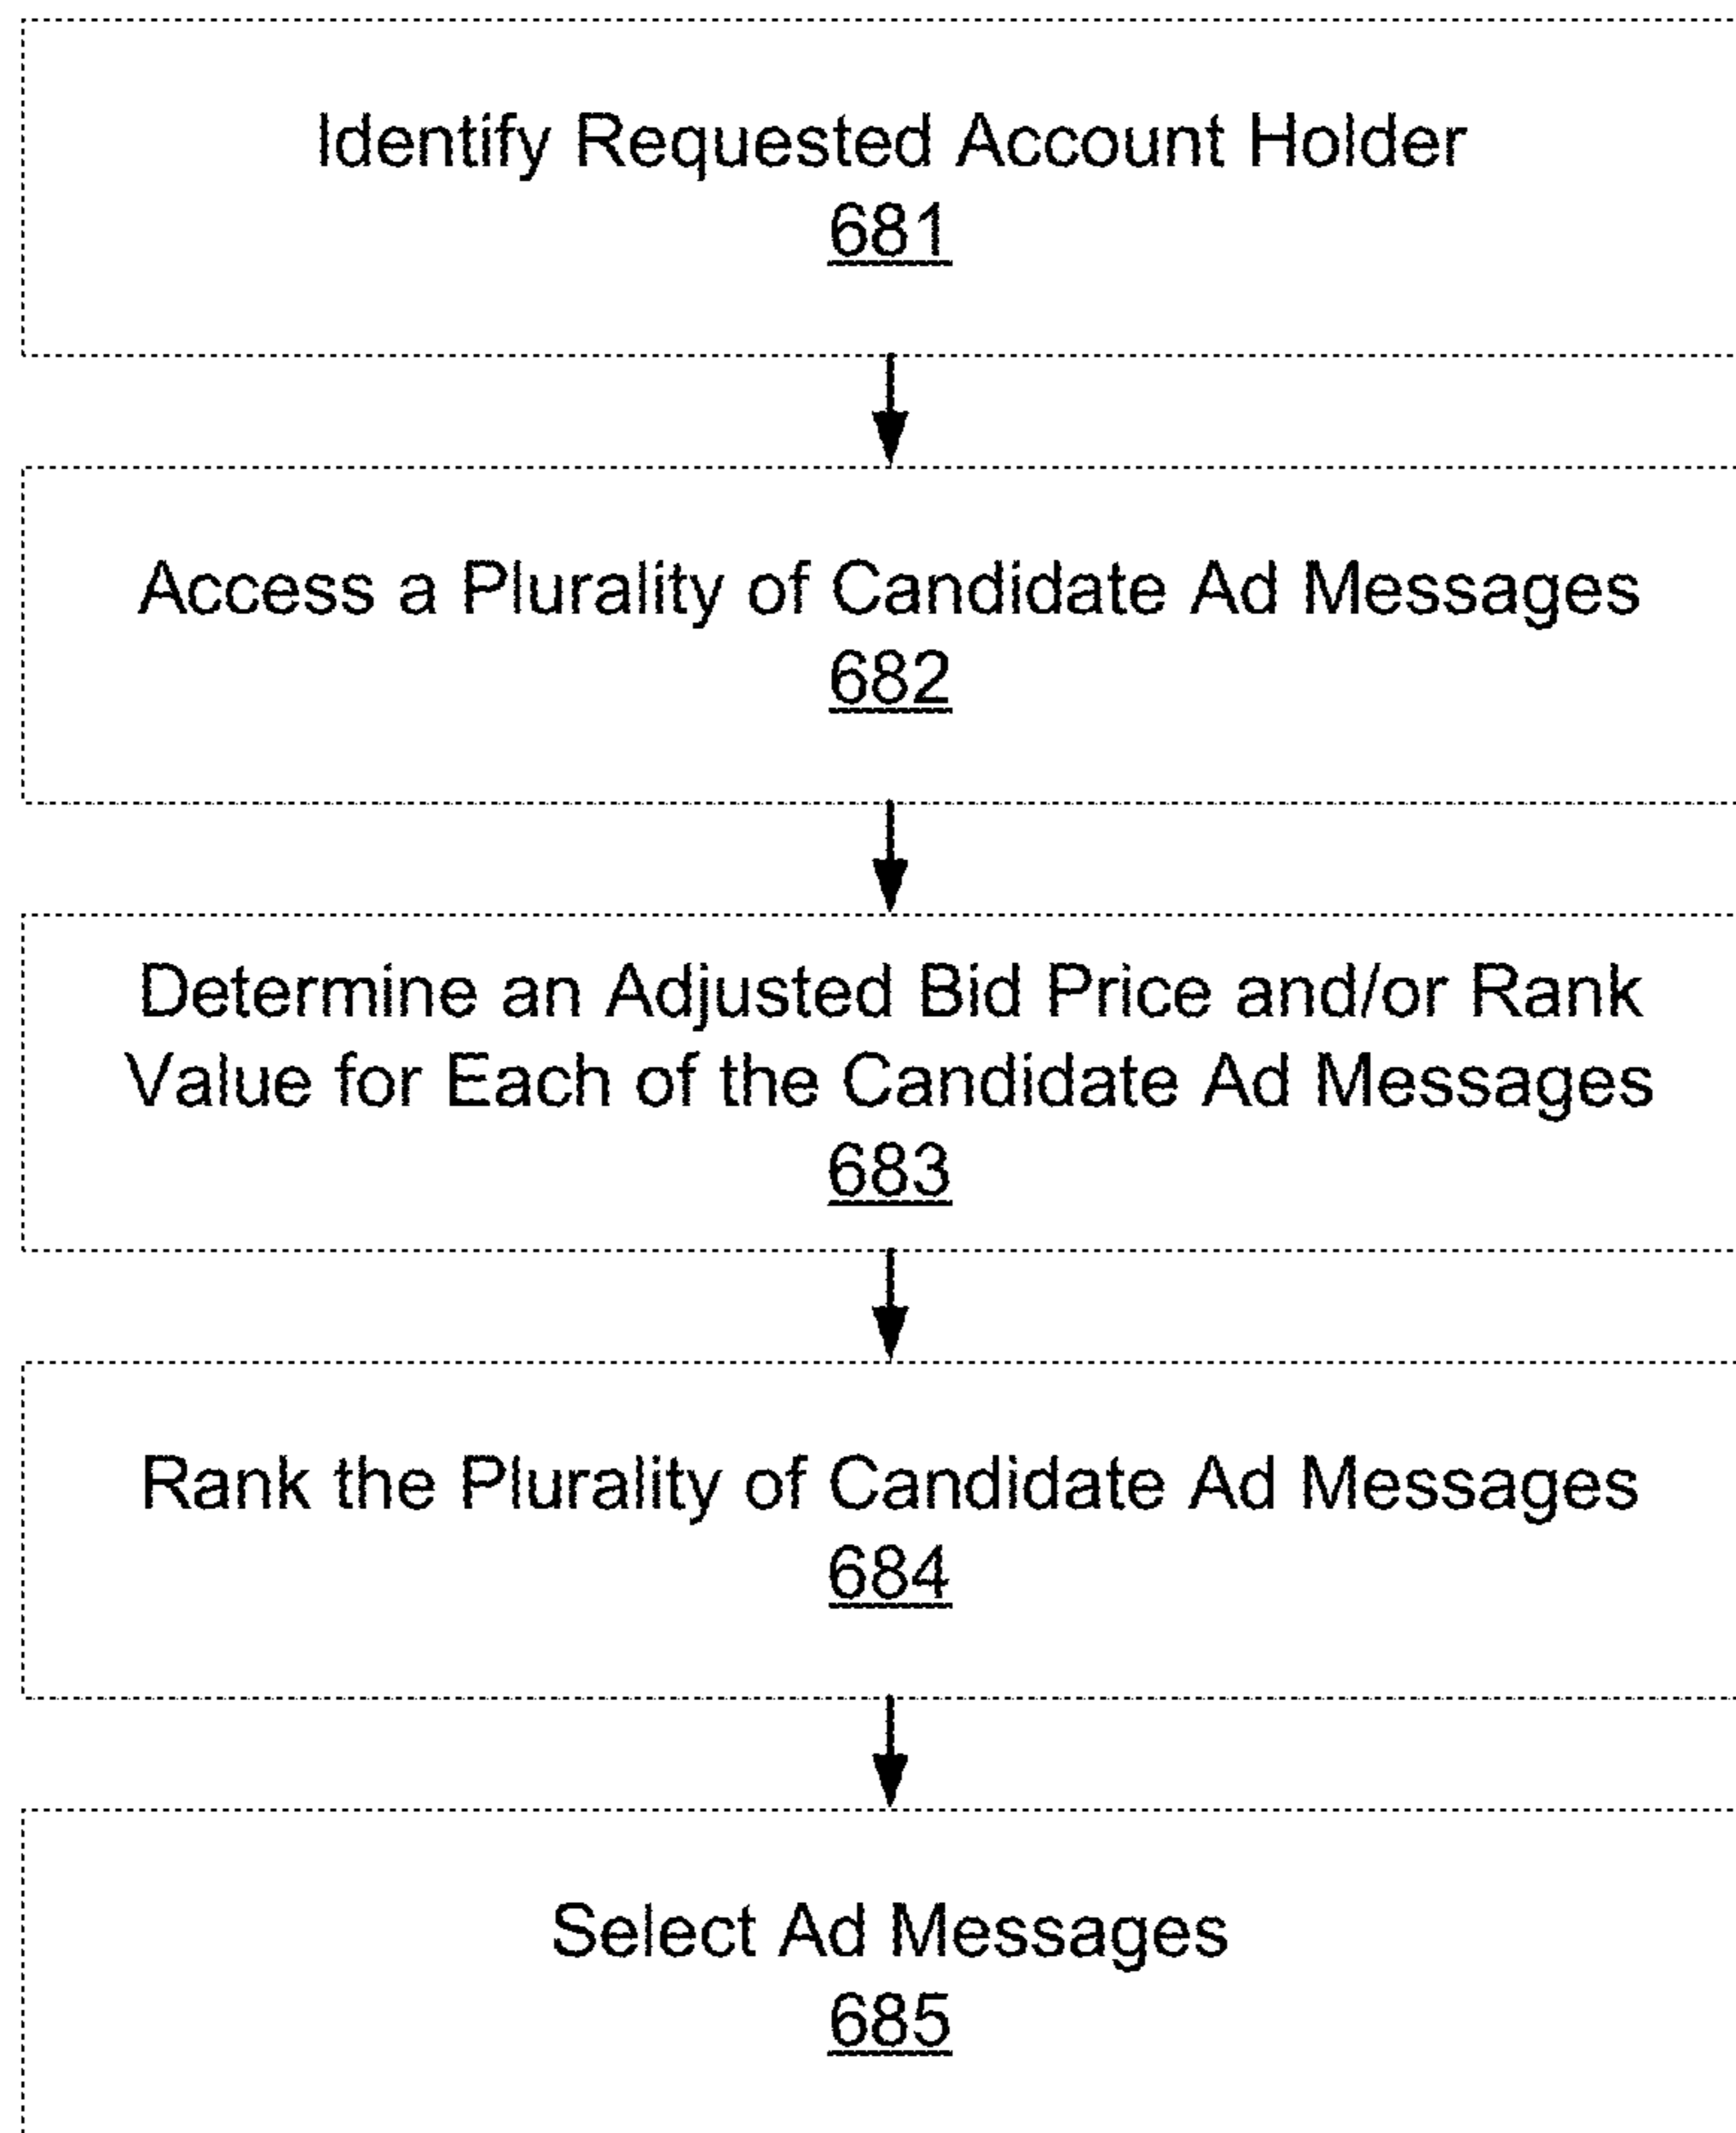 Identify Requested Account Holder
681
Access a Plurality of Candidate Ad Messages
682
Determine an Adjusted Bid Price and/or Rank
Value for Each of the Candidate Ad Messages
683
Rank the Plurality of Candidate Ad Messages
684
Select Ad Messages
685